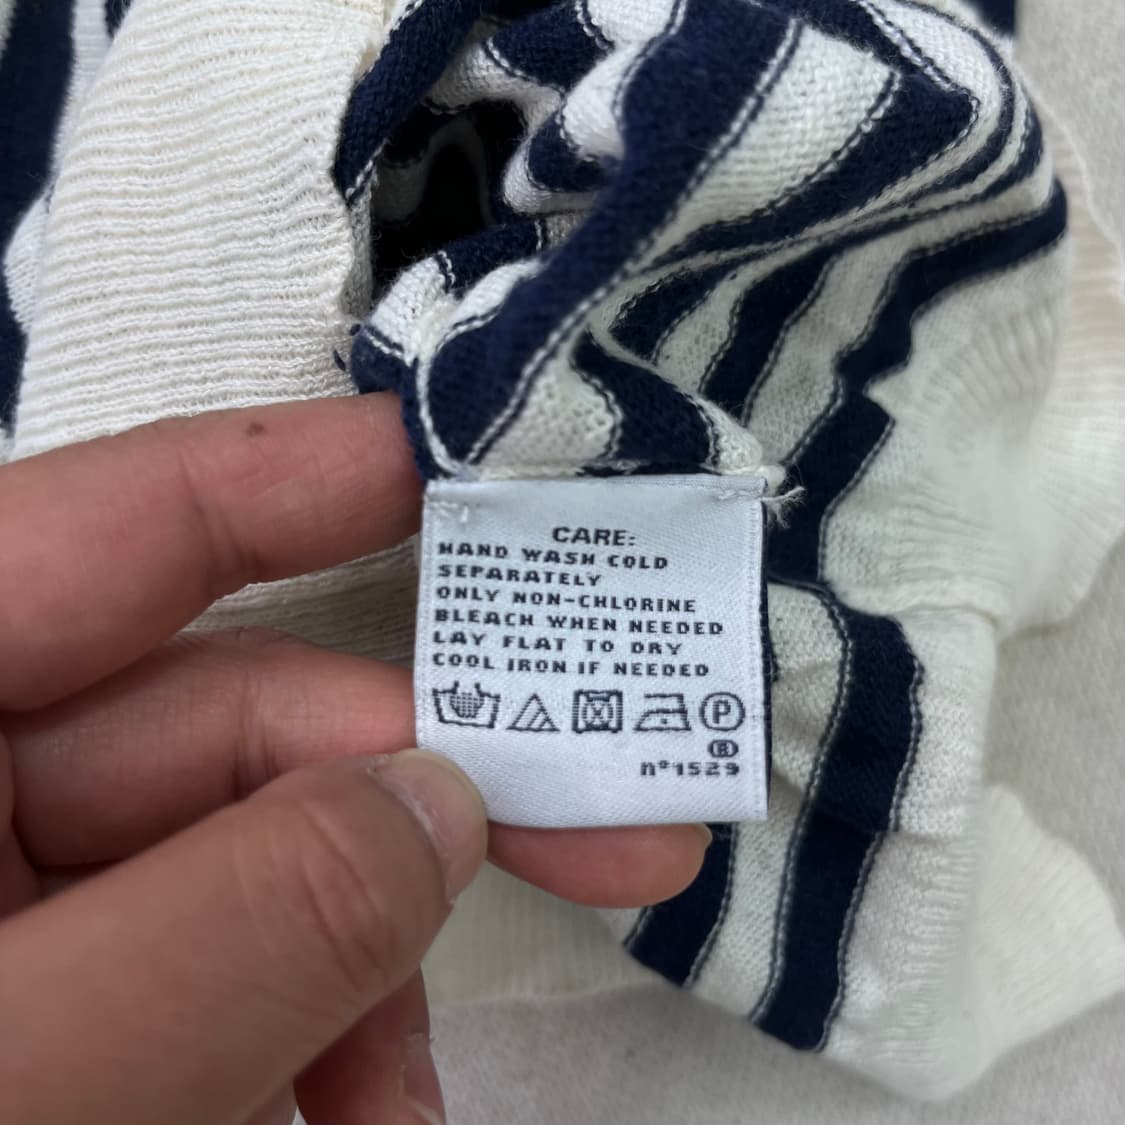 CARE:
HAND WASH COLD
SEPARATELY
ONLY NON-CHLORINE
BLEACH WHEN NEEDED
LAY FLAT TO DRY
COOL IRON IF NEEDED
P
B
nº1529